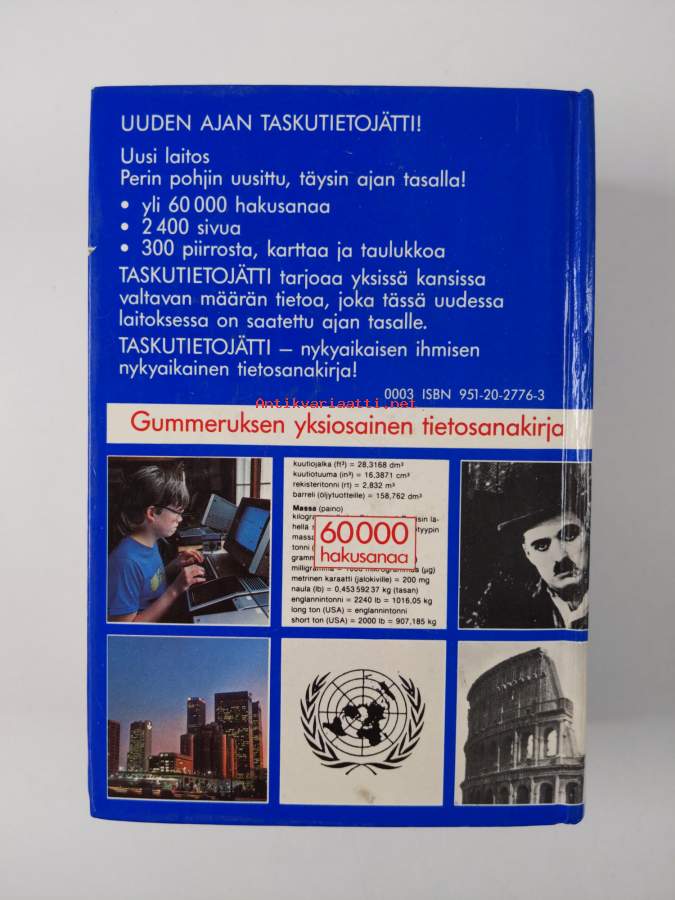 UUDEN AJAN TASKUTIETOJÄTTI!
Uusi laitos
Perin pohjin uusittu, täysin ajan tasalla!
• yli 60 000 hakusanaa
• 2 400 sivua
• 300 piirrosta, karttaa ja taulukkoa
TASKUTIETOJÄTTI tarjoaa yksissä kansissa
valtavan määrän tietoa, joka tässä uudessa
laitoksessa on saatettu ajan tasalle.
TASKUTIETOJÄTTI – nykyaikaisen ihmisen
nykyaikainen tietosanakirja!
0003 ISBN 951-20-2776-3
Antikvariaatti.net
Gummeruksen yksiosainen tietosanakirja
kuutiojalka (ft³) = 28,3168 dm³
kuutiotuuma (in³) = 16,3871 cm³
rekisteritonni (rt) = 2,832 m³
barreli (öljytuotteille) = 158,762 dm³
Massa (paino)
60 000
hakusanaa
metrinen karaatti (jalokiville) = 200 mg
naula (lb) = 0,453 592 37 kg (tasan)
englannintonni = 2240 lb = 1016,05 kg
long ton (USA) = englannintonni
short ton (USA) = 2000 lb = 907,185 kg